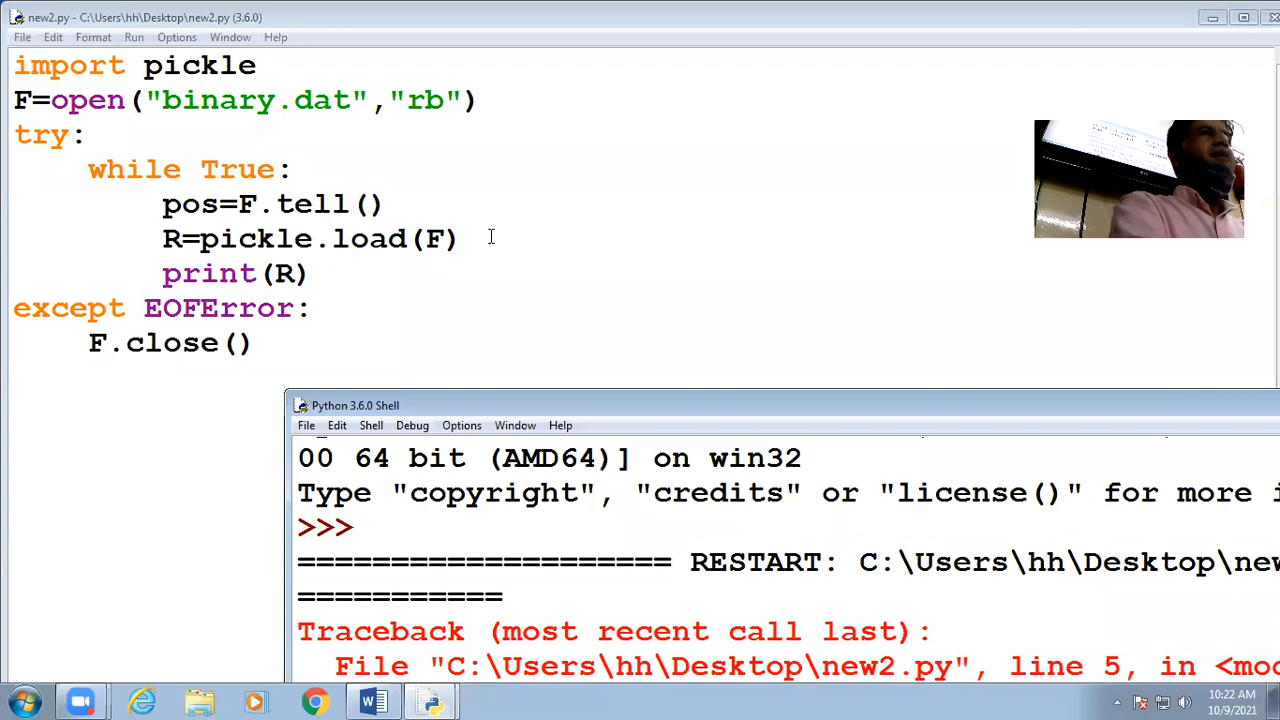 new2.py - C:\Users\hh\Desktop\new2.py (3.6.0)
File Edit Format Run Options Window Help
import pickle
F=open("binary.dat","rb")
try:
    while True:
        pos=F.tell()
        R=pickle.load(F)
        print(R)
except EOFError:
    F.close()
Python 3.6.0 Shell
File Edit Shell Debug Options Window Help
00 64 bit (AMD64)] on win32
Type "copyright", "credits" or "license()" for more i
>>>
==================== RESTART: C:\Users\hh\Desktop\new
===========
Traceback (most recent call last):
  File "C:\Users\hh\Desktop\new2.py", line 5, in <mod
10:22 AM
10/9/2021